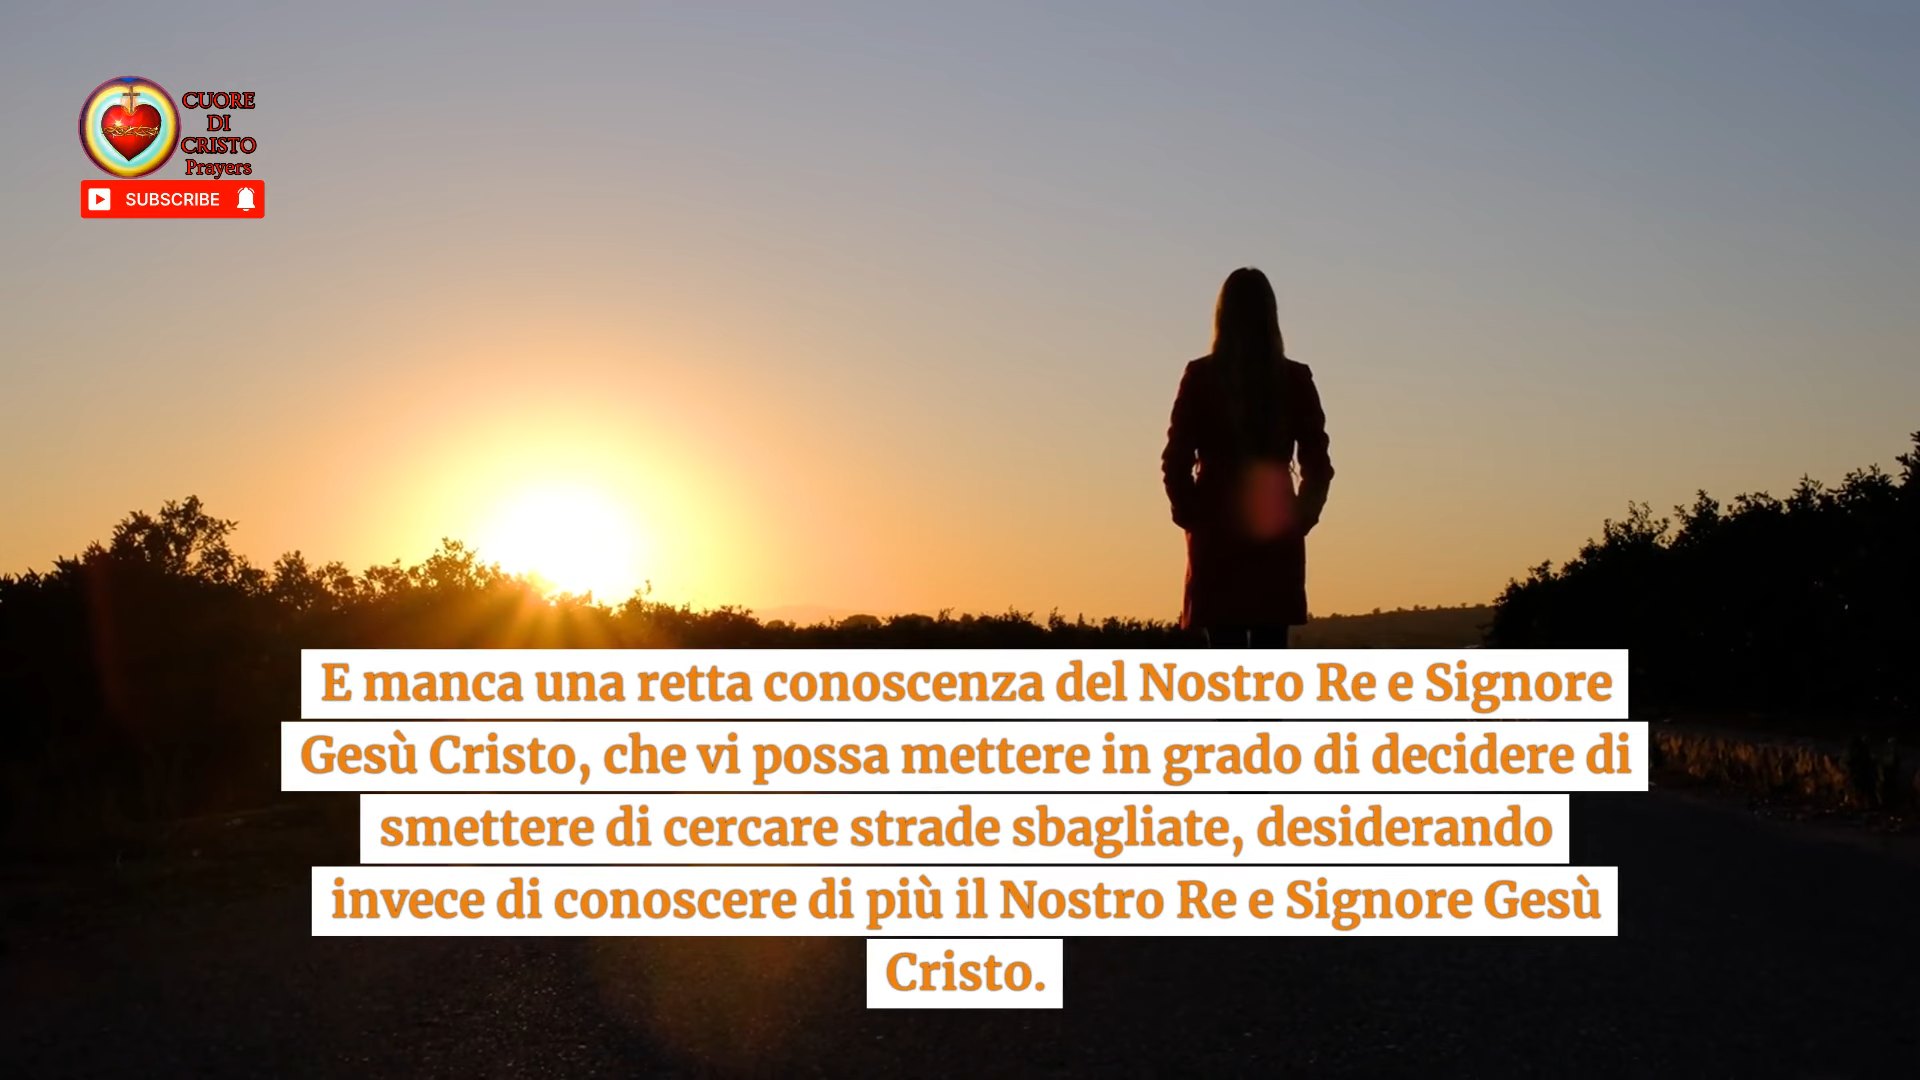 CUORE
DI
CRISTO
Prayers
SUBSCRIBE
E manca una retta conoscenza del Nostro Re e Signore
Gesù Cristo, che vi possa mettere in grado di decidere di
smettere di cercare strade sbagliate, desiderando
invece di conoscere di più il Nostro Re e Signore Gesù
Cristo.